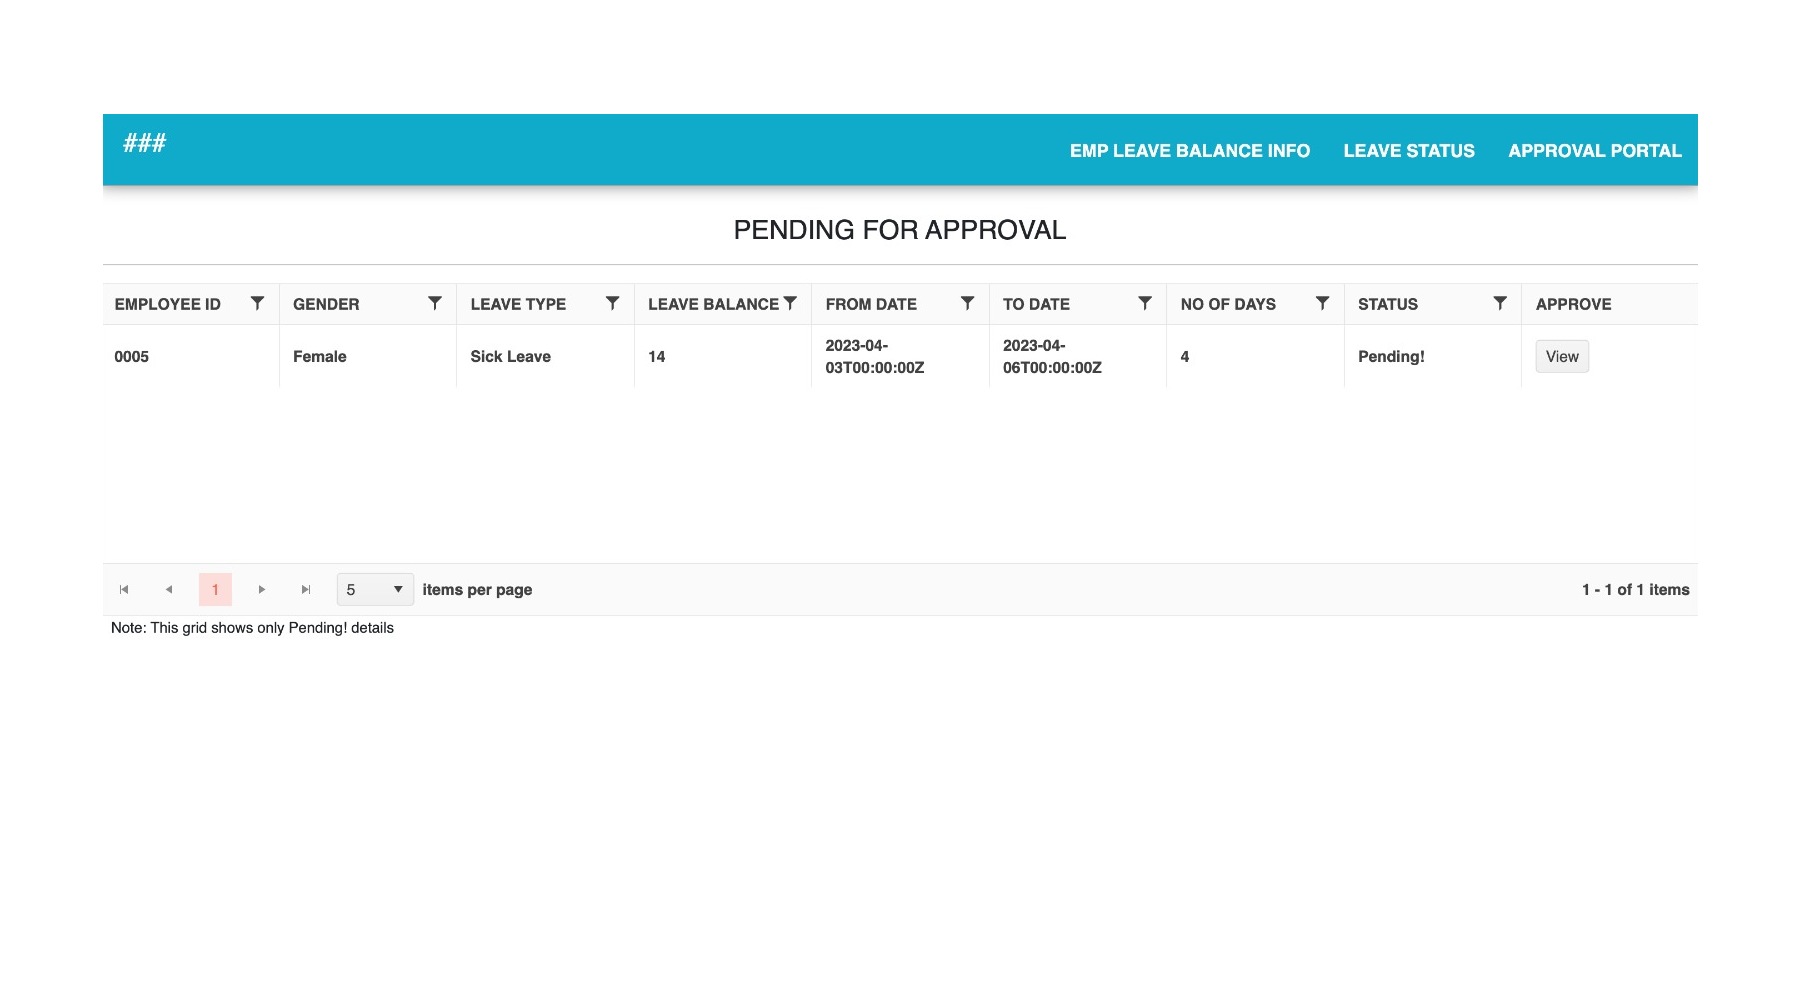 ###
EMP LEAVE BALANCE INFO LEAVE STATUS APPROVAL PORTAL
PENDING FOR APPROVAL
EMPLOYEE ID GENDER LEAVE TYPE LEAVE BALANCE FROM DATE TO DATE NO OF DAYS STATUS APPROVE
0005 Female Sick Leave 14 2023-04-03T00:00:00Z 2023-04-06T00:00:00Z 4 Pending! View
1 5 items per page 1 - 1 of 1 items
Note: This grid shows only Pending! details